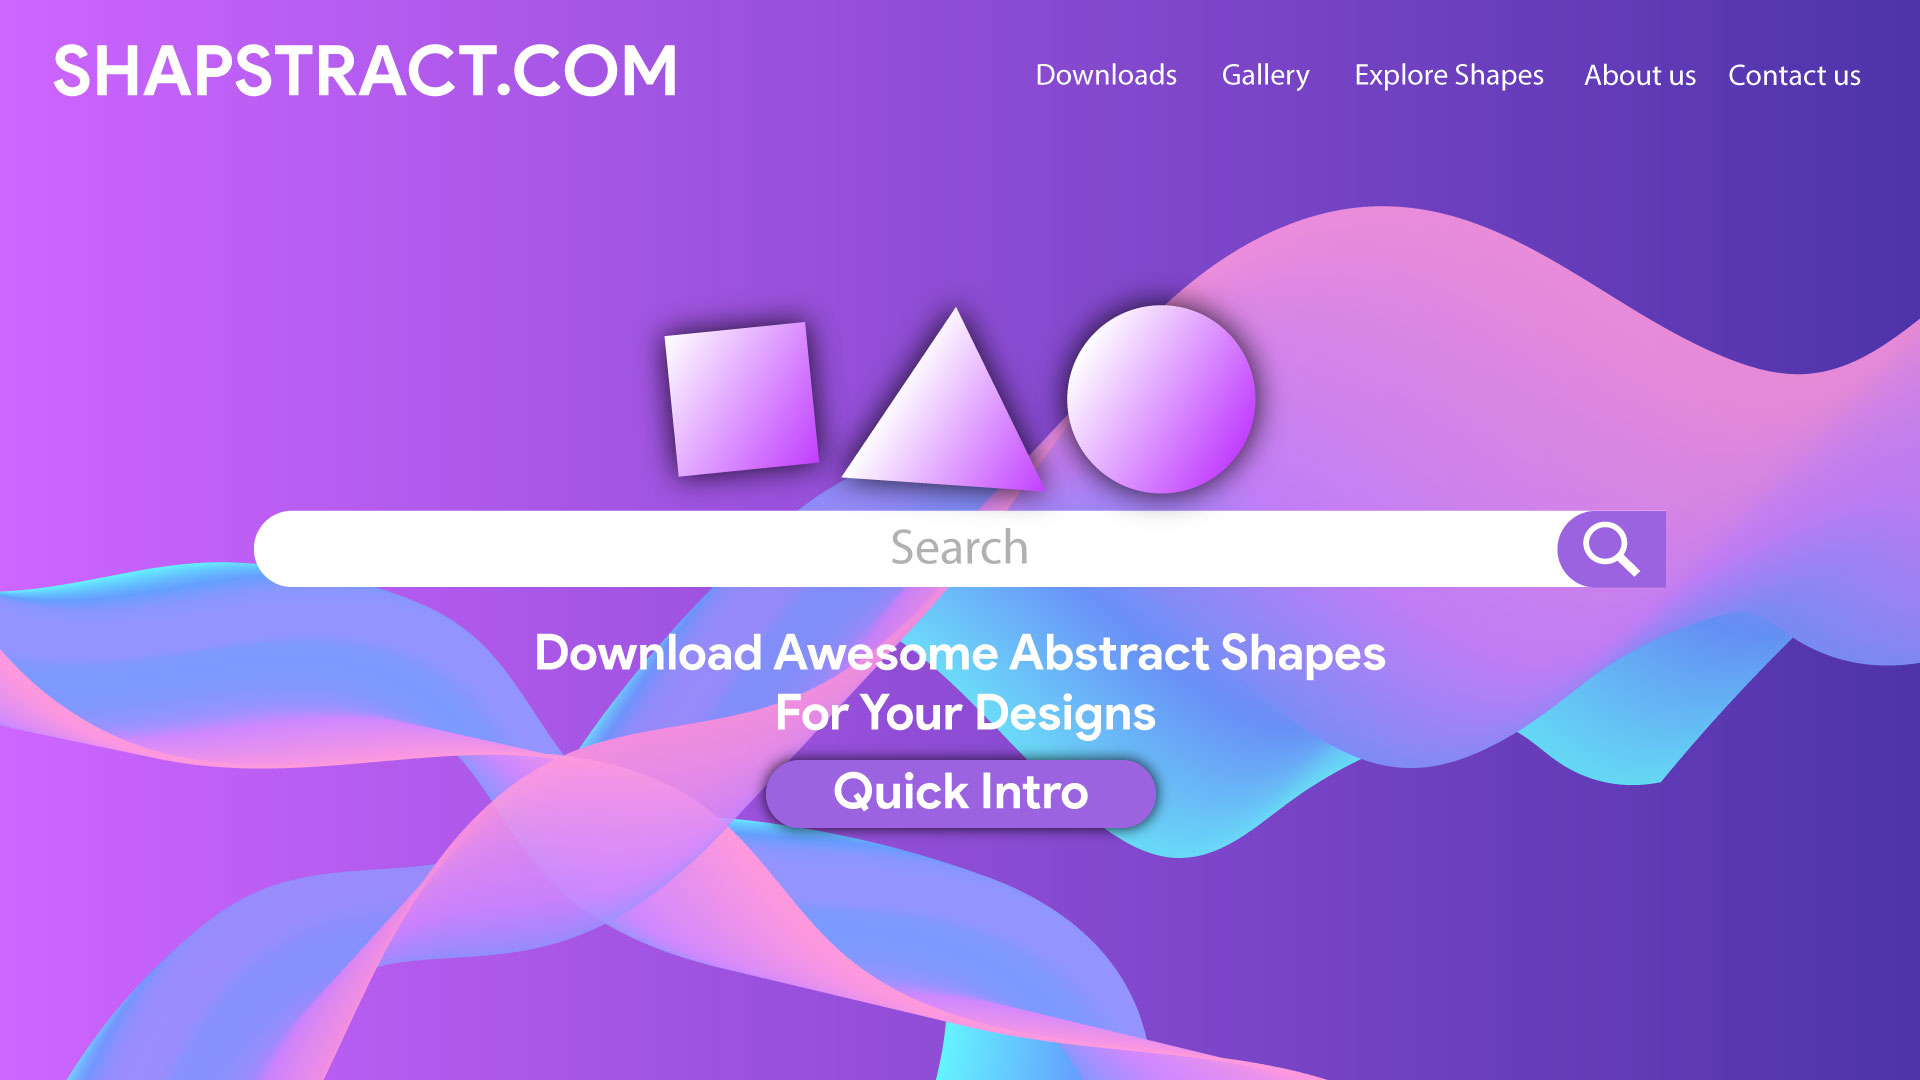 SHAPSTRACT.COM
Downloads Gallery Explore Shapes About us Contact us
Search
Download Awesome Abstract Shapes
For Your Designs
Quick Intro